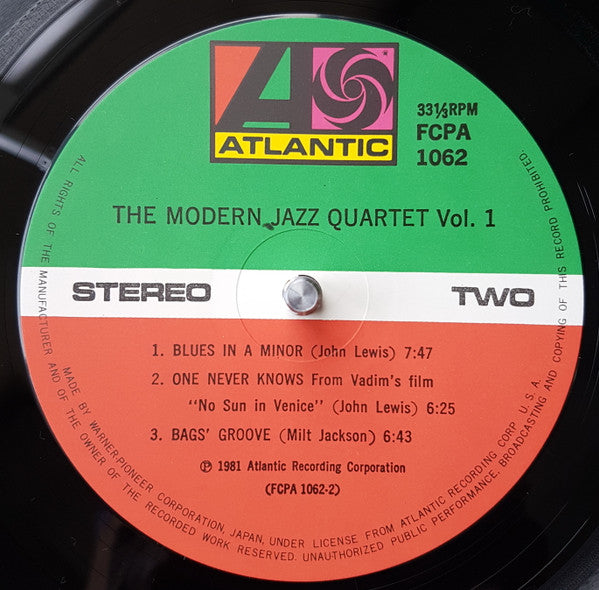 ATLANTIC
33⅓RPM
FCPA
1062
THE MODERN JAZZ QUARTET Vol. 1
STEREO TWO
1. BLUES IN A MINOR (John Lewis) 7:47
2. ONE NEVER KNOWS From Vadim's film
"No Sun in Venice" (John Lewis) 6:25
3. BAGS' GROOVE (Milt Jackson) 6:43
Ⓟ 1981 Atlantic Recording Corporation
(FCPA 1062-2)
MADE BY WARNER-PIONEER CORPORATION, JAPAN, UNDER LICENSE FROM ATLANTIC RECORDING CORP. U. S. A.
ALL RIGHTS OF THE MANUFACTURER AND OF THE OWNER OF THE RECORDED WORK RESERVED. UNAUTHORIZED PUBLIC PERFORMANCE, BROADCASTING AND COPYING OF THIS RECORD PROHIBITED.